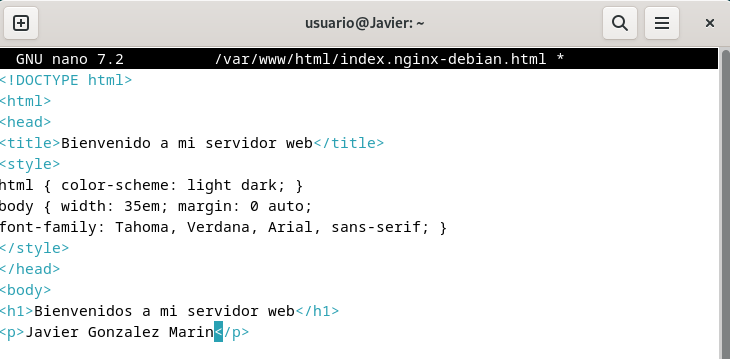 usuario@Javier: ~
GNU nano 7.2 /var/www/html/index.nginx-debian.html *
<!DOCTYPE html>
<html>
<head>
<title>Bienvenido a mi servidor web</title>
<style>
html { color-scheme: light dark; }
body { width: 35em; margin: 0 auto;
font-family: Tahoma, Verdana, Arial, sans-serif; }
</style>
</head>
<body>
<h1>Bienvenidos a mi servidor web</h1>
<p>Javier Gonzalez Marin</p>